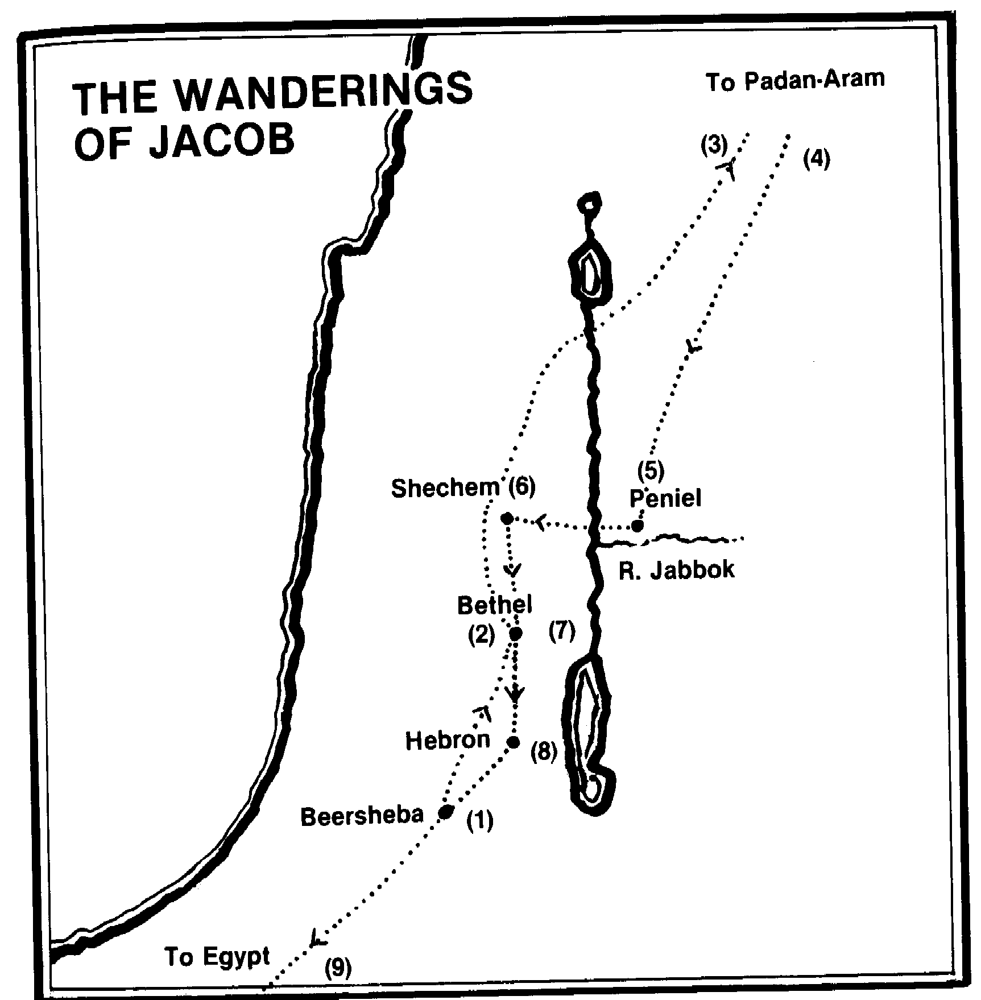 THE WANDERINGS
OF JACOB
To Padan-Aram
(3)
(4)
(5)
Shechem (6)
Peniel
R. Jabbok
Bethel
(2)
(7)
Hebron
(8)
Beersheba
(1)
To Egypt
(9)